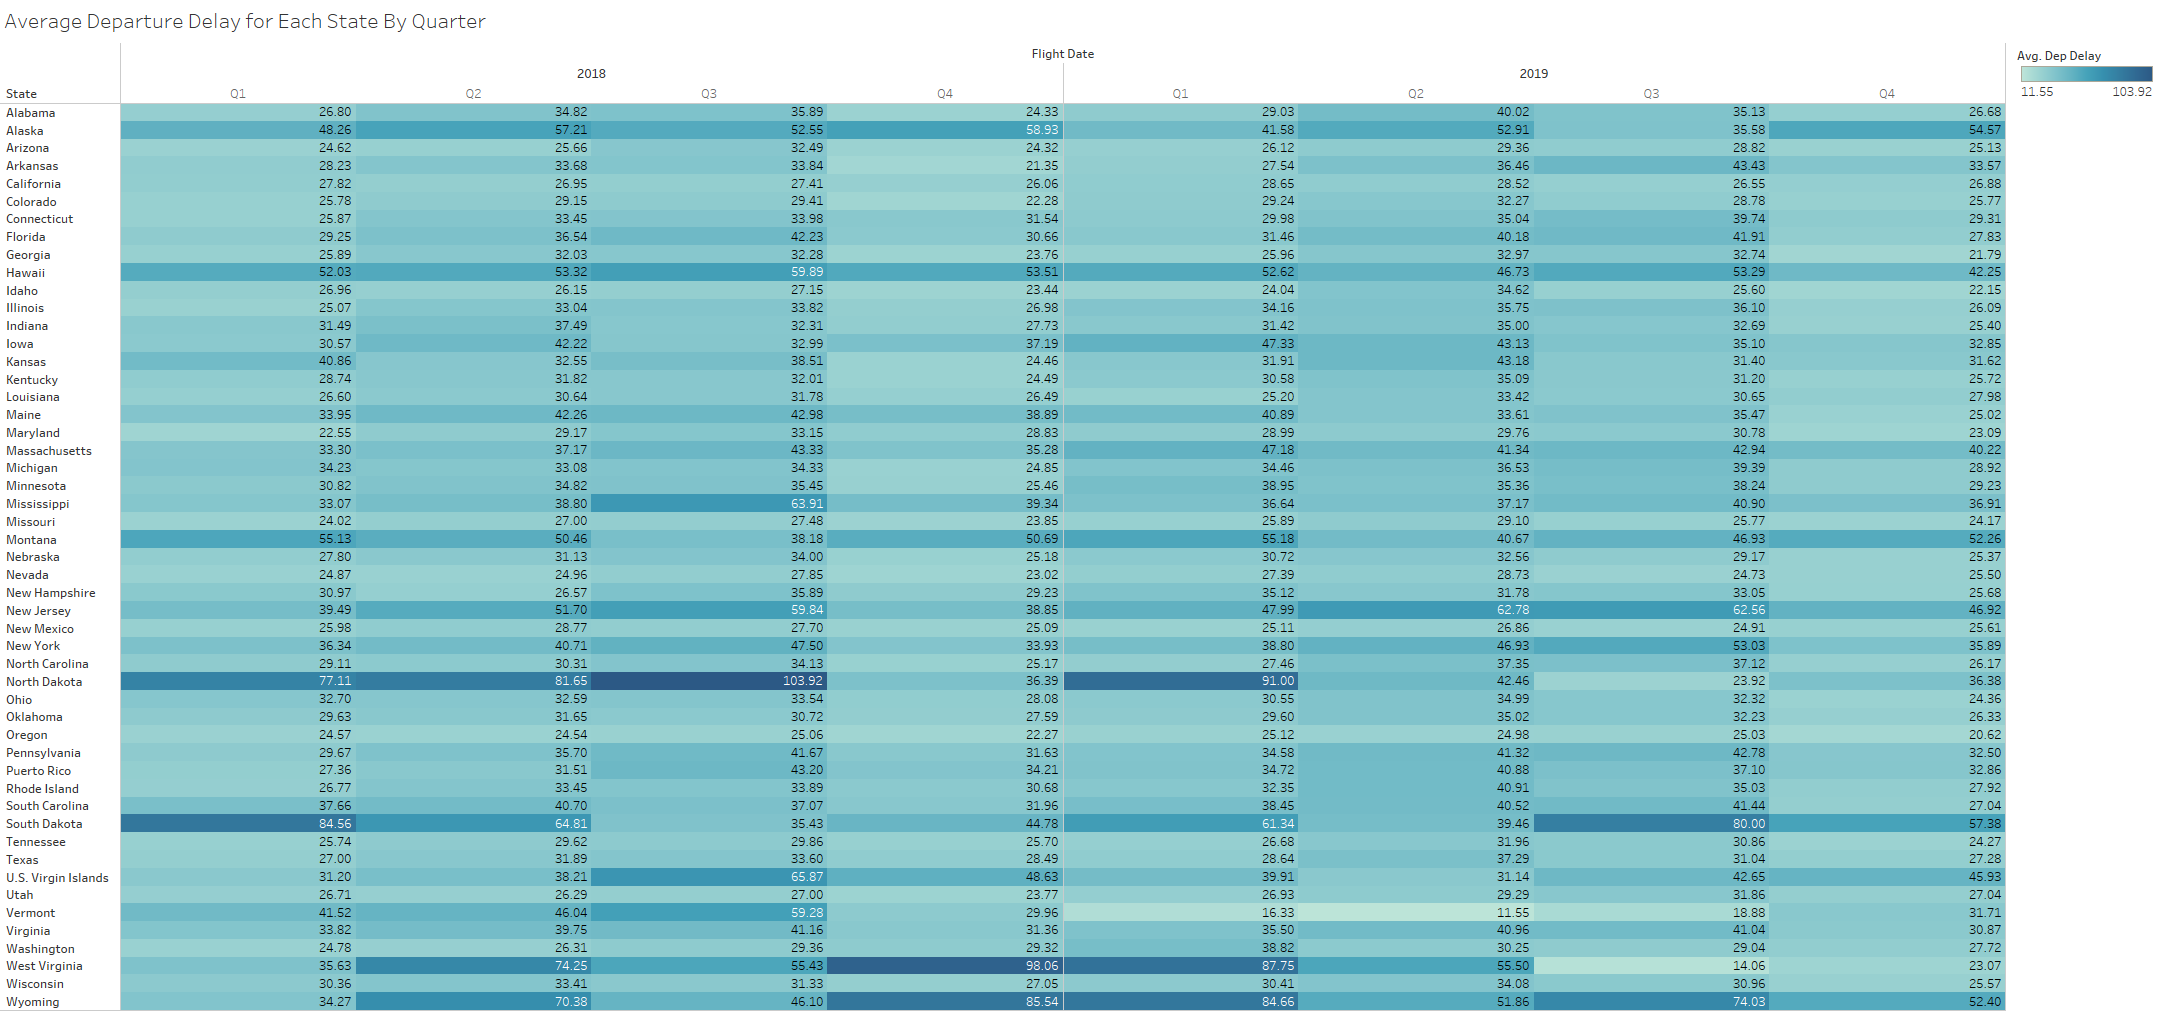 Average Departure Delay for Each State By Quarter
Flight Date
Avg. Dep Delay
2018 2019
11.55 103.92
State Q1 Q2 Q3 Q4 Q1 Q2 Q3 Q4
Alabama 26.80 34.82 35.89 24.33 29.03 40.02 35.13 26.68
Alaska 48.26 57.21 52.55 58.93 41.58 52.91 35.58 54.57
Arizona 24.62 25.66 32.49 24.32 26.12 29.36 28.82 25.13
Arkansas 28.23 33.68 33.84 21.35 27.54 36.46 43.43 33.57
California 27.82 26.95 27.41 26.06 28.65 28.52 26.55 26.88
Colorado 25.78 29.15 29.41 22.28 29.24 32.27 28.78 25.77
Connecticut 25.87 33.45 33.98 31.54 29.98 35.04 39.74 29.31
Florida 29.25 36.54 42.23 30.66 31.46 40.18 41.91 27.83
Georgia 25.89 32.03 32.28 23.76 25.96 32.97 32.74 21.79
Hawaii 52.03 53.32 59.89 53.51 52.62 46.73 53.29 42.25
Idaho 26.96 26.15 27.15 23.44 24.04 34.62 25.60 22.15
Illinois 25.07 33.04 33.82 26.98 34.16 35.75 36.10 26.09
Indiana 31.49 37.49 32.31 27.73 31.42 35.00 32.69 25.40
Iowa 30.57 42.22 32.99 37.19 47.33 43.13 35.10 32.85
Kansas 40.86 32.55 38.51 24.46 31.91 43.18 31.40 31.62
Kentucky 28.74 31.82 32.01 24.49 30.58 35.09 31.20 25.72
Louisiana 26.60 30.64 31.78 26.49 25.20 33.42 30.65 27.98
Maine 33.95 42.26 42.98 38.89 40.89 33.61 35.47 25.02
Maryland 22.55 29.17 33.15 28.83 28.99 29.76 30.78 23.09
Massachusetts 33.30 37.17 43.33 35.28 47.18 41.34 42.94 40.22
Michigan 34.23 33.08 34.33 24.85 34.46 36.53 39.39 28.92
Minnesota 30.82 34.82 35.45 25.46 38.95 35.36 38.24 29.23
Mississippi 33.07 38.80 63.91 39.34 36.64 37.17 40.90 36.91
Missouri 24.02 27.00 27.48 23.85 25.89 29.10 25.77 24.17
Montana 55.13 50.46 38.18 50.69 55.18 40.67 46.93 52.26
Nebraska 27.80 31.13 34.00 25.18 30.72 32.56 29.17 25.37
Nevada 24.87 24.96 27.85 23.02 27.39 28.73 24.73 25.50
New Hampshire 30.97 26.57 35.89 29.23 35.12 31.78 33.05 25.68
New Jersey 39.49 51.70 59.84 38.85 47.99 62.78 62.56 46.92
New Mexico 25.98 28.77 27.70 25.09 25.11 26.86 24.91 25.61
New York 36.34 40.71 47.50 33.93 38.80 46.93 53.03 35.89
North Carolina 29.11 30.31 34.13 25.17 27.46 37.35 37.12 26.17
North Dakota 77.11 81.65 103.92 36.39 91.00 42.46 23.92 36.38
Ohio 32.70 32.59 33.54 28.08 30.55 34.99 32.32 24.36
Oklahoma 29.63 31.65 30.72 27.59 29.60 35.02 32.23 26.33
Oregon 24.57 24.54 25.06 22.27 25.12 24.98 25.03 20.62
Pennsylvania 29.67 35.70 41.67 31.63 34.58 41.32 42.78 32.50
Puerto Rico 27.36 31.51 43.20 34.21 34.72 40.88 37.10 32.86
Rhode Island 26.77 33.45 33.89 30.68 32.35 40.91 35.03 27.92
South Carolina 37.66 40.70 37.07 31.96 38.45 40.52 41.44 27.04
South Dakota 84.56 64.81 35.43 44.78 61.34 39.46 80.00 57.38
Tennessee 25.74 29.62 29.86 25.70 26.68 31.96 30.86 24.27
Texas 27.00 31.89 33.60 28.49 28.64 37.29 31.04 27.28
U.S. Virgin Islands 31.20 38.21 65.87 48.63 39.91 31.14 42.65 45.93
Utah 26.71 26.29 27.00 23.77 26.93 29.29 31.86 27.04
Vermont 41.52 46.04 59.28 29.96 16.33 11.55 18.88 31.71
Virginia 33.82 39.75 41.16 31.36 35.50 40.96 41.04 30.87
Washington 24.78 26.31 29.36 29.32 38.82 30.25 29.04 27.72
West Virginia 35.63 74.25 55.43 98.06 87.75 55.50 14.06 23.07
Wisconsin 30.36 33.41 31.33 27.05 30.41 34.08 30.96 25.57
Wyoming 34.27 70.38 46.10 85.54 84.66 51.86 74.03 52.40